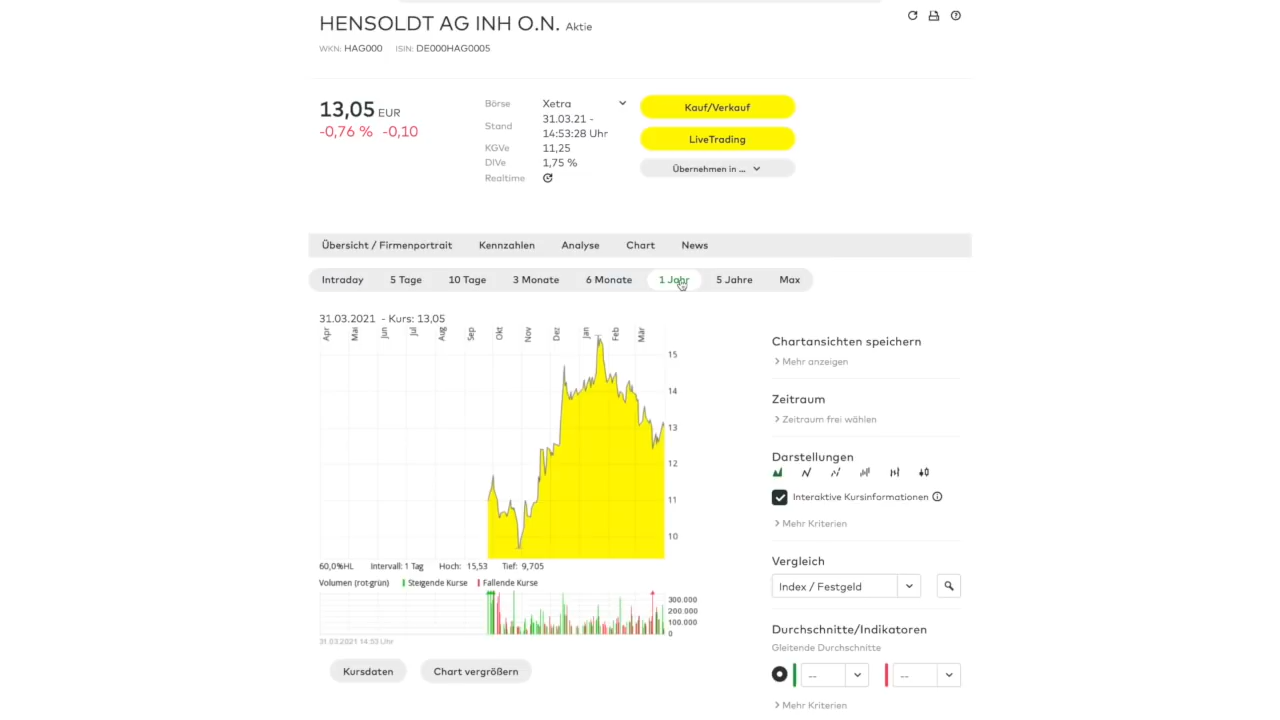 HENSOLDT AG INH O.N. Aktie
WKN: HAG000 ISIN: DE000HAG0005
13,05 EUR
-0,76 % -0,10
Börse Xetra
Stand 31.03.21 -
14:53:28 Uhr
KGVe 11,25
DIVe 1,75 %
Realtime
Kauf/Verkauf
LiveTrading
Übernehmen in ...
Übersicht / Firmenportrait Kennzahlen Analyse Chart News
Intraday 5 Tage 10 Tage 3 Monate 6 Monate 1 Jahr 5 Jahre Max
31.03.2021 - Kurs: 13,05
Apr Mai Jun Jul Aug Sep Okt Nov Dez Jan Feb Mär
15
14
13
12
11
10
60,0%HL Intervall: 1 Tag Hoch: 15,53 Tief: 9,705
Volumen (rot-grün) Steigende Kurse Fallende Kurse
300.000
200.000
100.000
0
31.03.2021 14:53 Uhr
Kursdaten Chart vergrößern
Chartansichten speichern
Mehr anzeigen
Zeitraum
Zeitraum frei wählen
Darstellungen
Interaktive Kursinformationen
Mehr Kriterien
Vergleich
Index / Festgeld
Durchschnitte/Indikatoren
Gleitende Durchschnitte
-- --
Mehr Kriterien